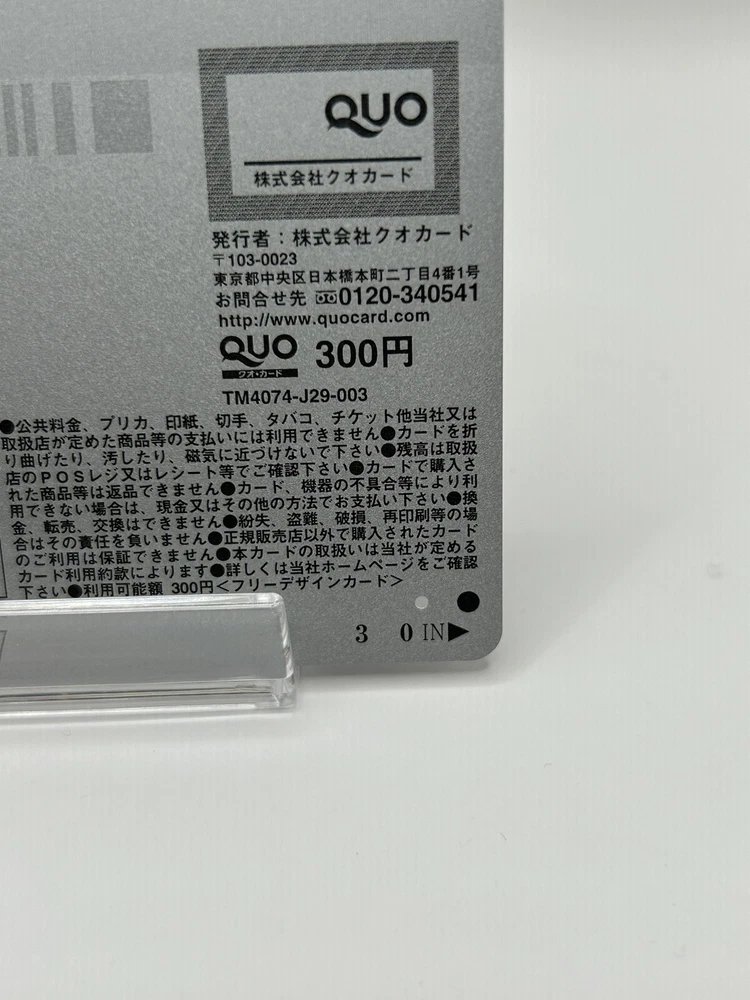 QUO
株式会社クオカード
発行者：株式会社クオカード
〒103-0023
東京都中央区日本橋本町二丁目4番1号
お問合せ先 0120-340541
http://www.quocard.com
QUO 300円
クオ・カード
TM4074-J29-003
●公共料金、プリカ、印紙、切手、タバコ、チケット他当社又は
取扱店が定めた商品等の支払いには利用できません●カードを折
り曲げたり、汚したり、磁気に近づけないで下さい●残高は取扱
店のPOSレジ又はレシート等でご確認下さい●カードで購入さ
れた商品等は返品できません●カード、機器の不具合等により利
用できない場合は、現金又はその他の方法でお支払い下さい●換
金、転売、交換はできません●紛失、盗難、破損、再印刷等の場
合はその責任を負いません●正規販売店以外で購入されたカード
のご利用は保証できません●本カードの取扱いは当社が定める
カード利用約款によります●詳しくは当社ホームページをご確認
下さい●利用可能額 300円＜フリーデザインカード＞
3 0 IN▶